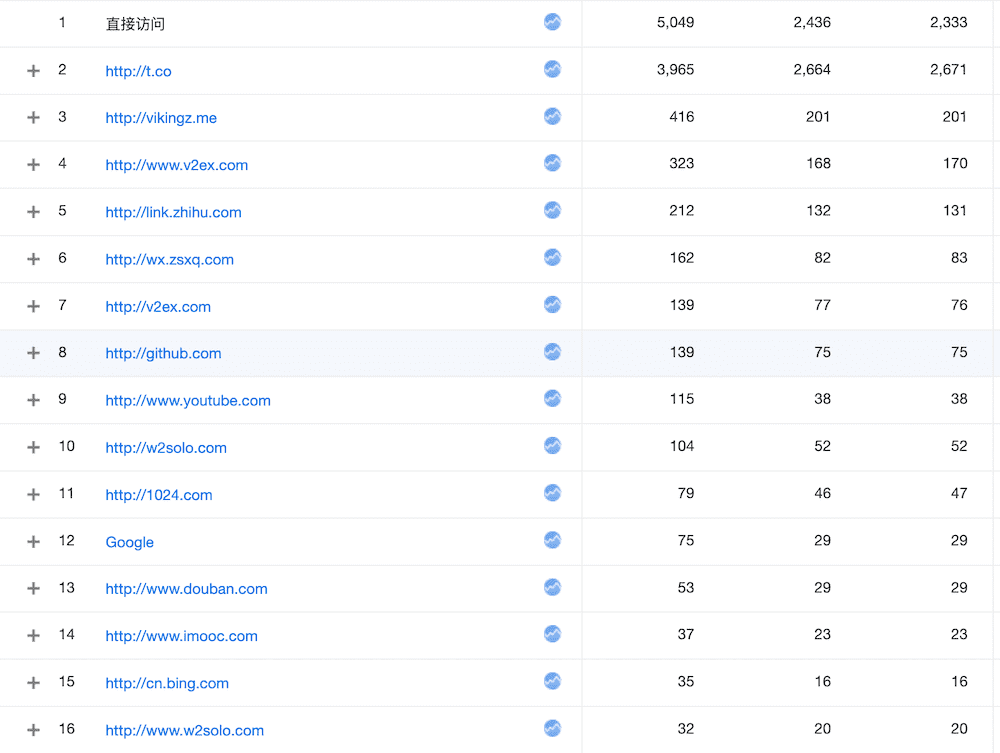 1 直接访问 5,049 2,436 2,333
2 http://t.co 3,965 2,664 2,671
3 http://vikingz.me 416 201 201
4 http://www.v2ex.com 323 168 170
5 http://link.zhihu.com 212 132 131
6 http://wx.zsxq.com 162 82 83
7 http://v2ex.com 139 77 76
8 http://github.com 139 75 75
9 http://www.youtube.com 115 38 38
10 http://w2solo.com 104 52 52
11 http://1024.com 79 46 47
12 Google 75 29 29
13 http://www.douban.com 53 29 29
14 http://www.imooc.com 37 23 23
15 http://cn.bing.com 35 16 16
16 http://www.w2solo.com 32 20 20